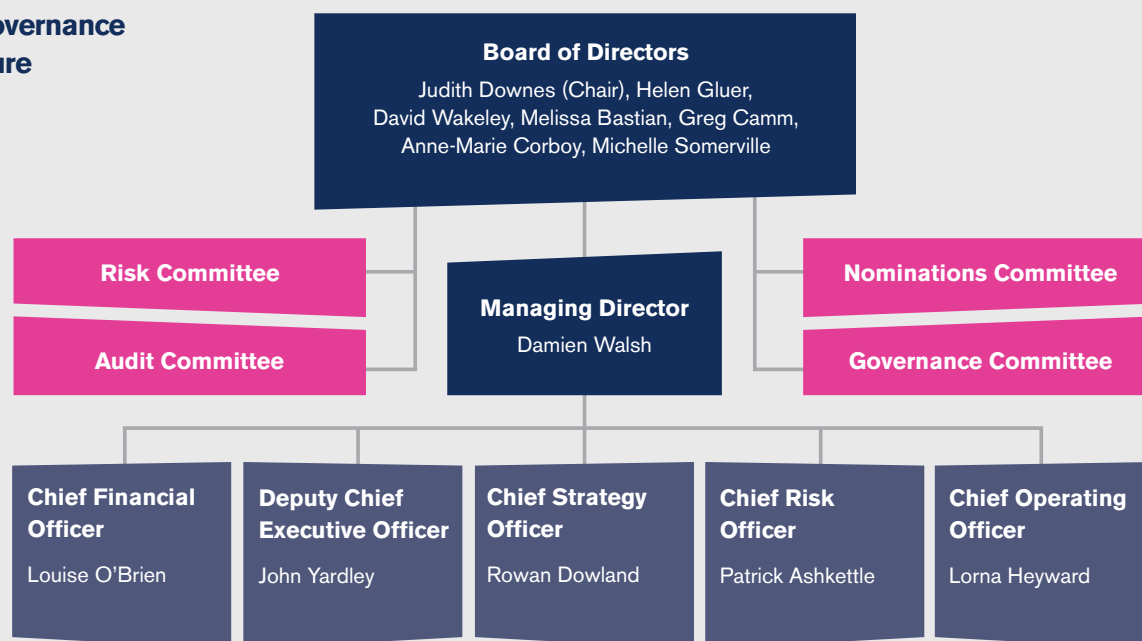 Board of Directors
Judith Downes (Chair), Helen Gluer,
David Wakeley, Melissa Bastian, Greg Camm,
Anne-Marie Corboy, Michelle Somerville
Risk Committee
Audit Committee
Managing Director
Damien Walsh
Nominations Committee
Governance Committee
Chief Financial
Officer
Louise O'Brien
Deputy Chief
Executive Officer
John Yardley
Chief Strategy
Officer
Rowan Dowland
Chief Risk
Officer
Patrick Ashkettle
Chief Operating
Officer
Lorna Heyward